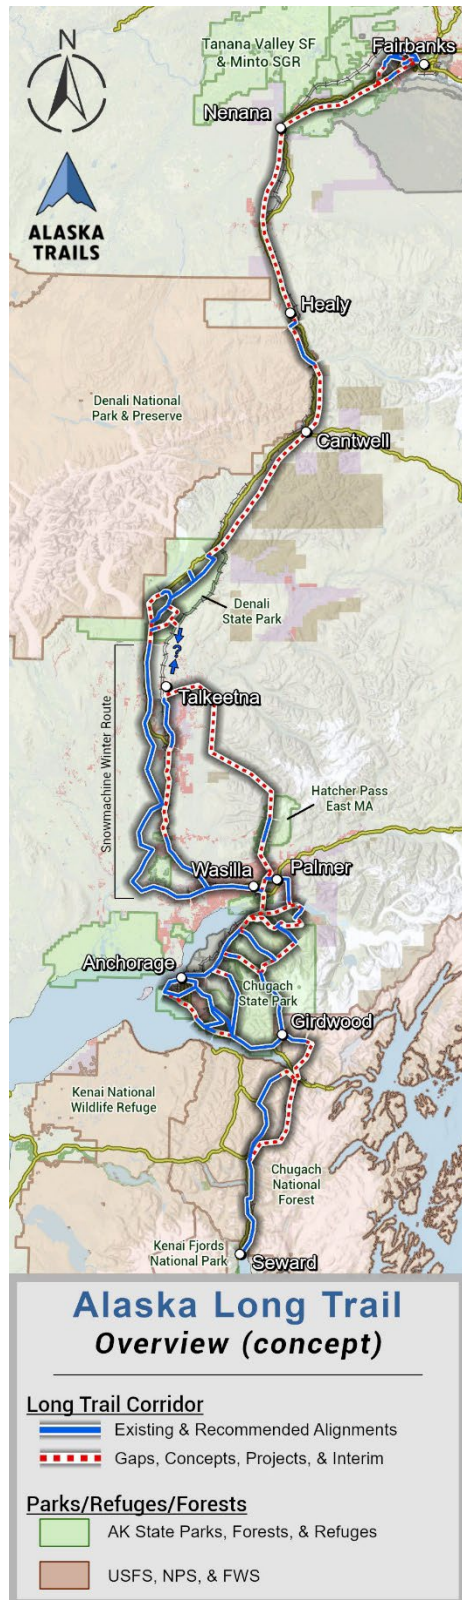 N
ALASKA
TRAILS
Tanana Valley SF
& Minto SGR
Fairbanks
Nenana
Healy
Denali National
Park & Preserve
Cantwell
Denali
State Park
?
Talkeetna
Snowmachine Winter Route
Hatcher Pass
East MA
Wasilla
Palmer
Anchorage
Chugach
State Park
Girdwood
Kenai National
Wildlife Refuge
Chugach
National
Forest
Kenai Fjords
National Park
Seward
Alaska Long Trail
Overview (concept)
Long Trail Corridor
Existing & Recommended Alignments
Gaps, Concepts, Projects, & Interim
Parks/Refuges/Forests
AK State Parks, Forests, & Refuges
USFS, NPS, & FWS